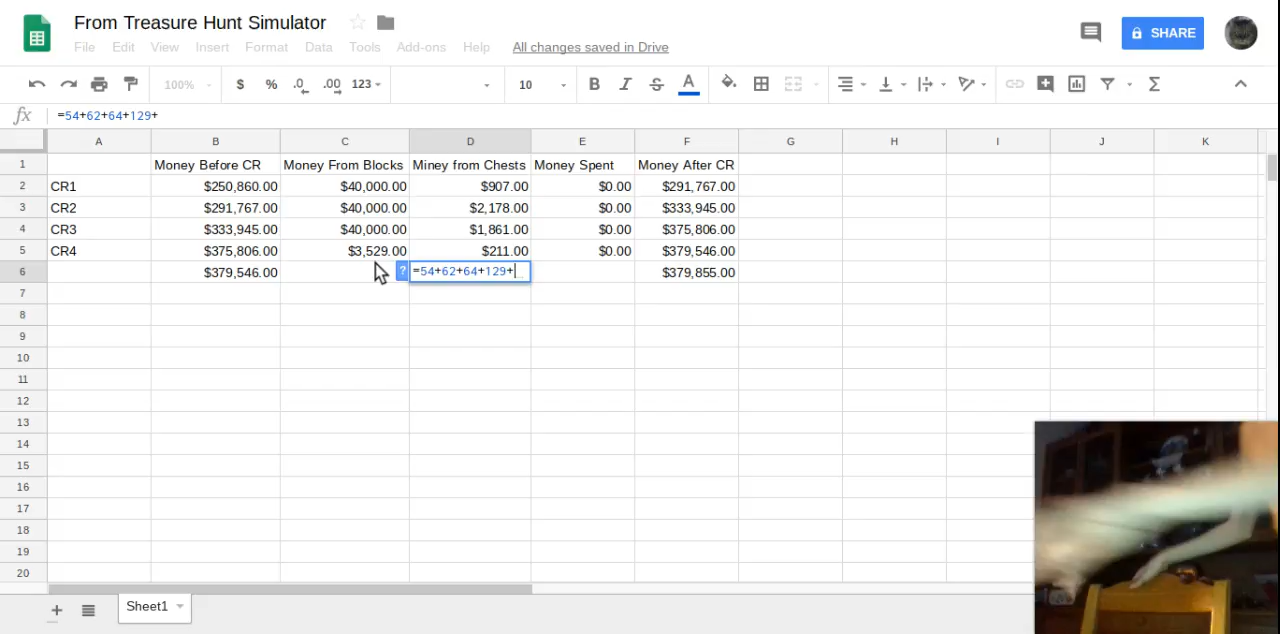 From Treasure Hunt Simulator
File Edit View Insert Format Data Tools Add-ons Help All changes saved in Drive
SHARE
100% $ % .0 .00 123 10 B I S A Σ
fx =54+62+64+129+
A B C D E F G H I J K
1 Money Before CR Money From Blocks Miney from Chests Money Spent Money After CR
2 CR1 $250,860.00 $40,000.00 $907.00 $0.00 $291,767.00
3 CR2 $291,767.00 $40,000.00 $2,178.00 $0.00 $333,945.00
4 CR3 $333,945.00 $40,000.00 $1,861.00 $0.00 $375,806.00
5 CR4 $375,806.00 $3,529.00 $211.00 $0.00 $379,546.00
6 $379,546.00 ? =54+62+64+129+ $379,855.00
7
8
9
10
11
12
13
14
15
16
17
18
19
20
+ Sheet1